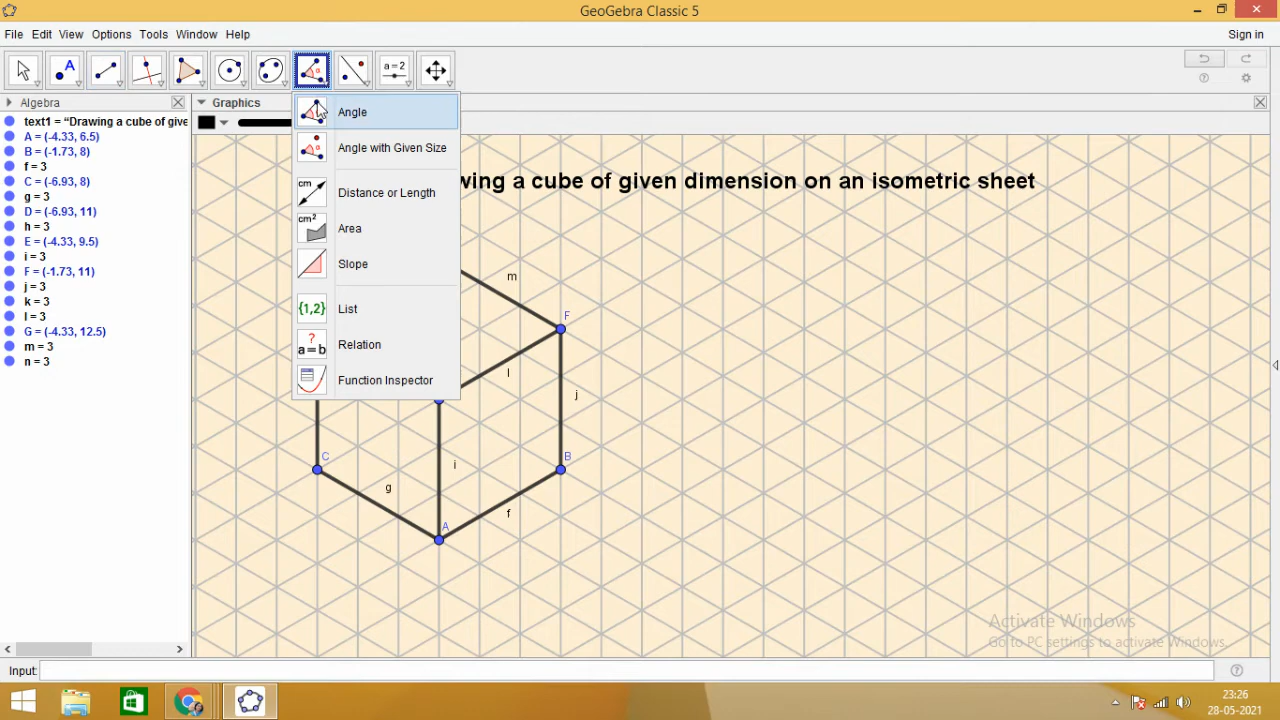 GeoGebra Classic 5
File Edit View Options Tools Window Help
Sign in
A
a=2
Algebra
Graphics
text1 = “Drawing a cube of give
A = (-4.33, 6.5)
B = (-1.73, 8)
f = 3
C = (-6.93, 8)
g = 3
D = (-6.93, 11)
h = 3
E = (-4.33, 9.5)
i = 3
F = (-1.73, 11)
j = 3
k = 3
l = 3
G = (-4.33, 12.5)
m = 3
n = 3
Angle
Angle with Given Size
cm Distance or Length
cm² Area
Slope
{1,2} List
? a=b Relation
Function Inspector
wing a cube of given dimension on an isometric sheet
m
F
l
j
C
B
i
g
f
A
Activate Windows
Go to PC settings to activate Windows.
Input:
23:26
28-05-2021